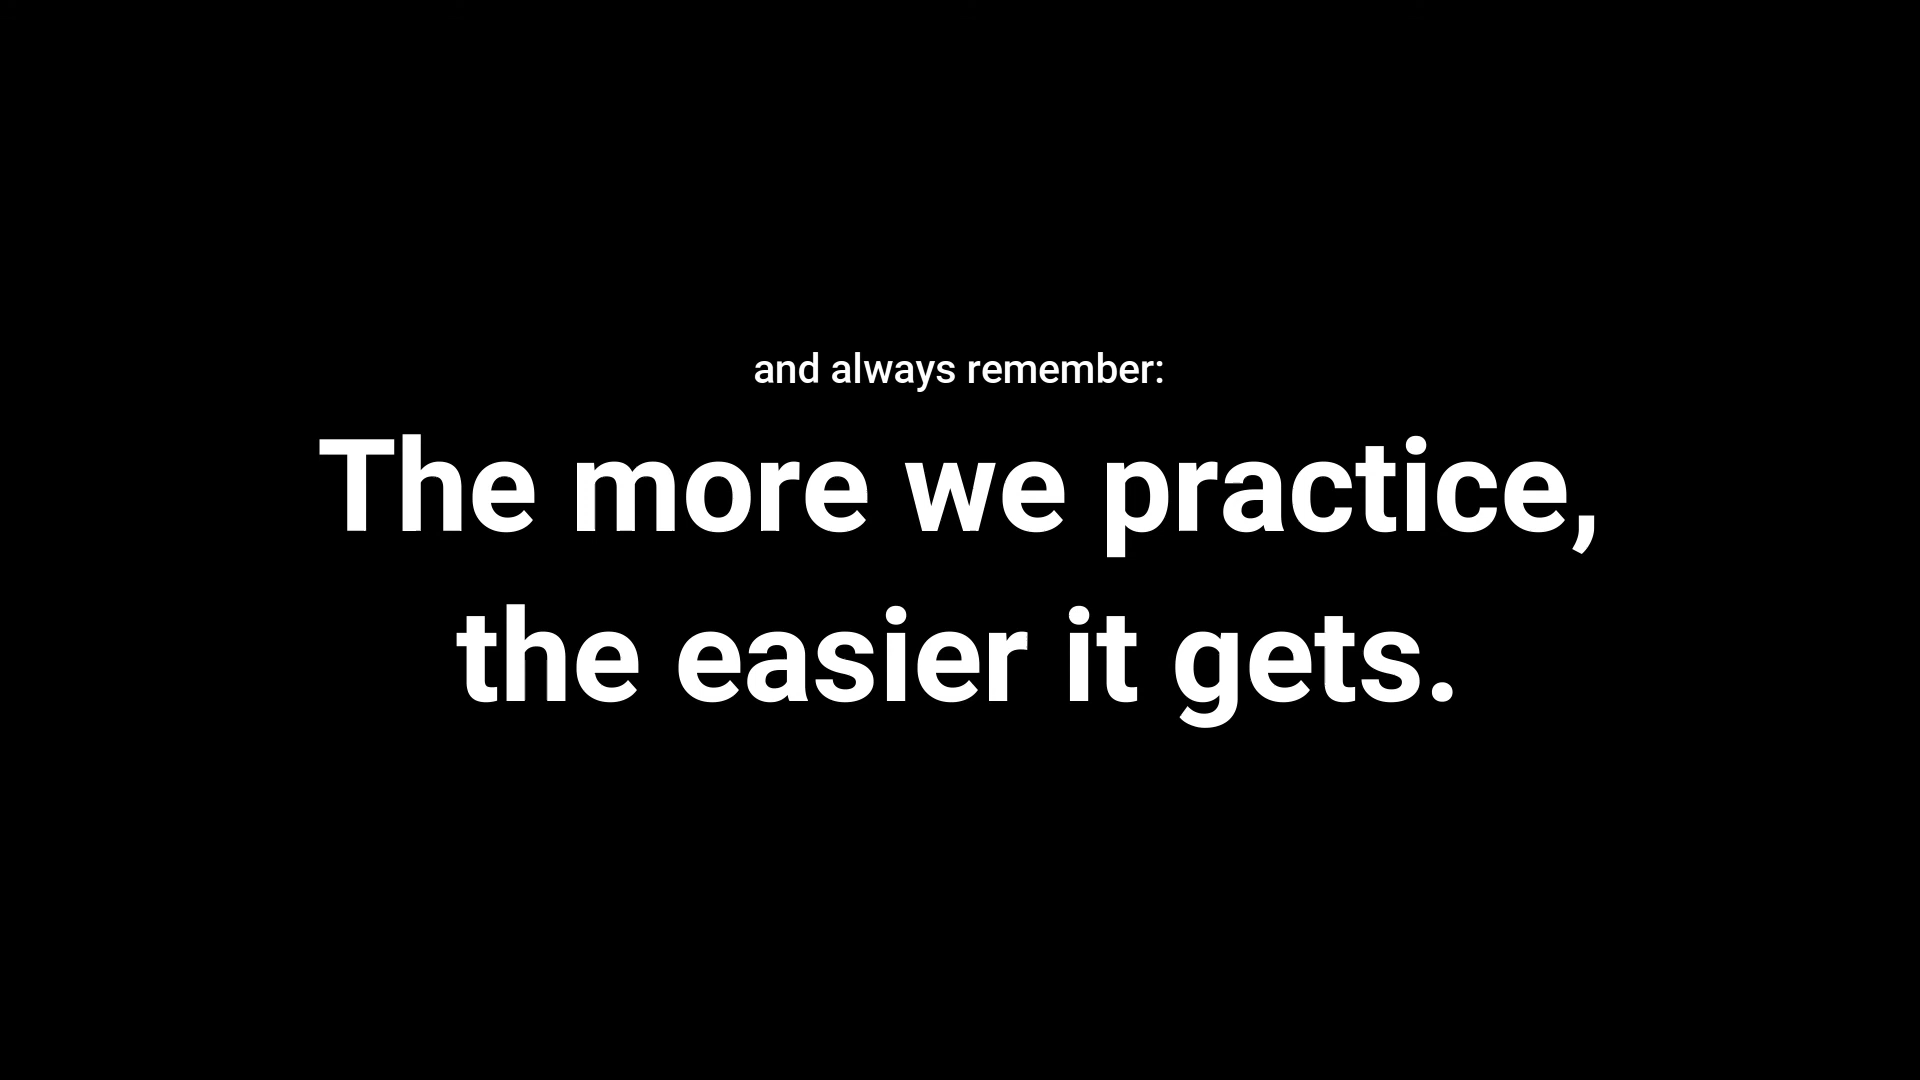 and always remember:
The more we practice,
the easier it gets.